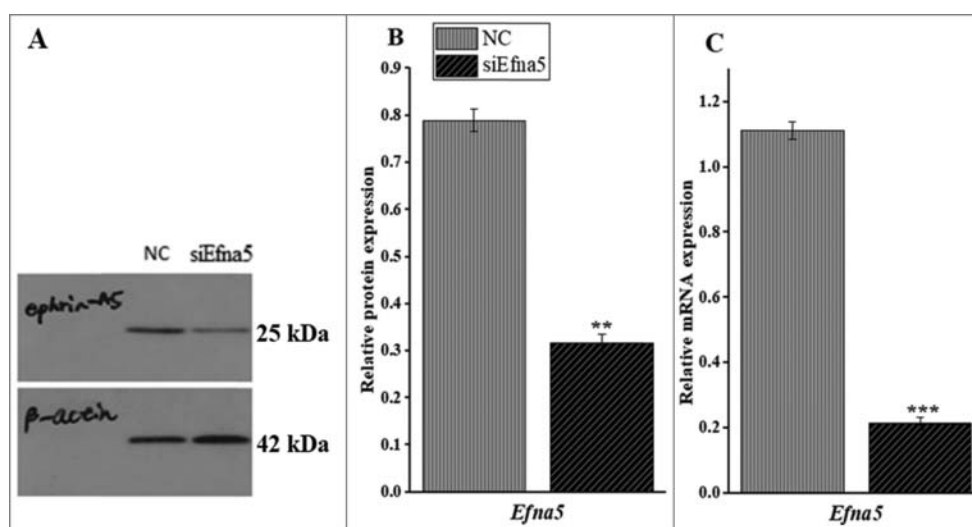 A
NC siEfna5
ephrin-A5
25 kDa
β-actin
42 kDa
B
NC
siEfna5
Relative protein expression
0.9
0.8
0.7
0.6
0.5
0.4
0.3
0.2
0.1
0.0
**
Efna5
C
Relative mRNA expression
1.2
1.0
0.8
0.6
0.4
0.2
0.0
***
Efna5